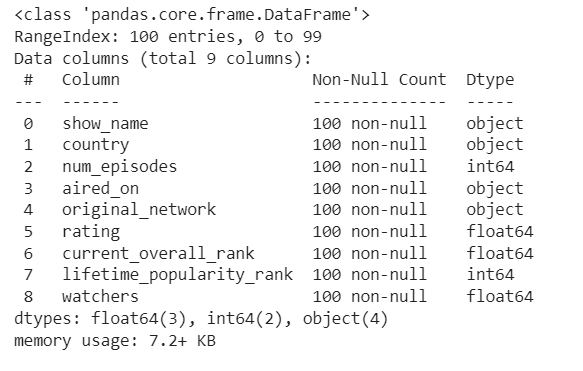 <class 'pandas.core.frame.DataFrame'>
RangeIndex: 100 entries, 0 to 99
Data columns (total 9 columns):
 #   Column                    Non-Null Count  Dtype
---  ------                    --------------  -----
 0   show_name                 100 non-null    object
 1   country                   100 non-null    object
 2   num_episodes              100 non-null    int64
 3   aired_on                  100 non-null    object
 4   original_network          100 non-null    object
 5   rating                    100 non-null    float64
 6   current_overall_rank      100 non-null    float64
 7   lifetime_popularity_rank  100 non-null    int64
 8   watchers                  100 non-null    float64
dtypes: float64(3), int64(2), object(4)
memory usage: 7.2+ KB